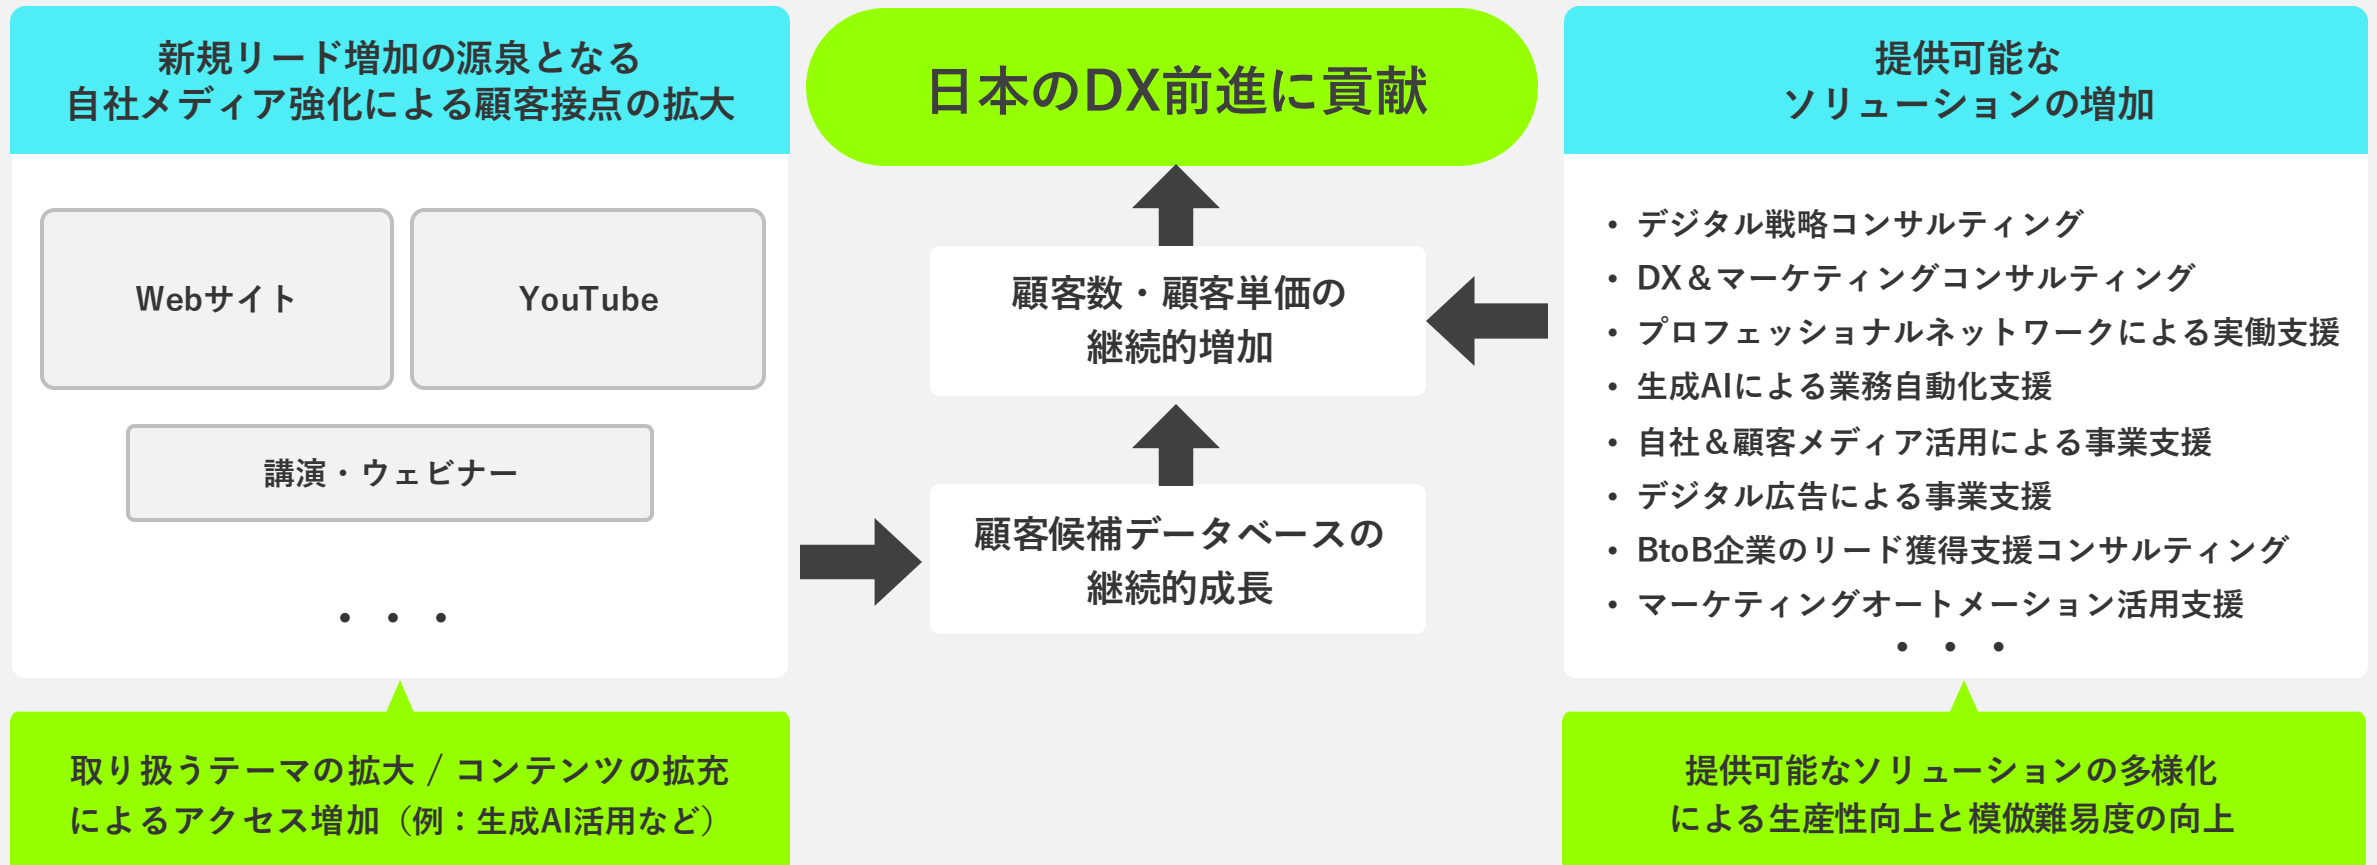 新規リード増加の源泉となる
自社メディア強化による顧客接点の拡大
Webサイト
YouTube
講演・ウェビナー
・・・
取り扱うテーマの拡大 / コンテンツの拡充
によるアクセス増加（例：生成AI活用など）
日本のDX前進に貢献
顧客数・顧客単価の
継続的増加
顧客候補データベースの
継続的成長
提供可能な
ソリューションの増加
・ デジタル戦略コンサルティング
・ DX＆マーケティングコンサルティング
・ プロフェッショナルネットワークによる実働支援
・ 生成AIによる業務自動化支援
・ 自社＆顧客メディア活用による事業支援
・ デジタル広告による事業支援
・ BtoB企業のリード獲得支援コンサルティング
・ マーケティングオートメーション活用支援
・・・
提供可能なソリューションの多様化
による生産性向上と模倣難易度の向上